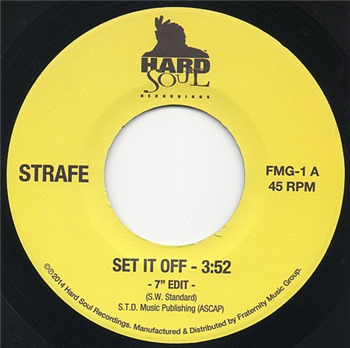 HARD
SOUL
RECORDINGS
STRAFE
FMG-1 A
45 RPM
SET IT OFF - 3:52
- 7" EDIT -
(S.W. Standard)
S.T.D. Music Publishing (ASCAP)
©℗2014 Hard Soul Recordings. Manufactured & Distributed by Fraternity Music Group.